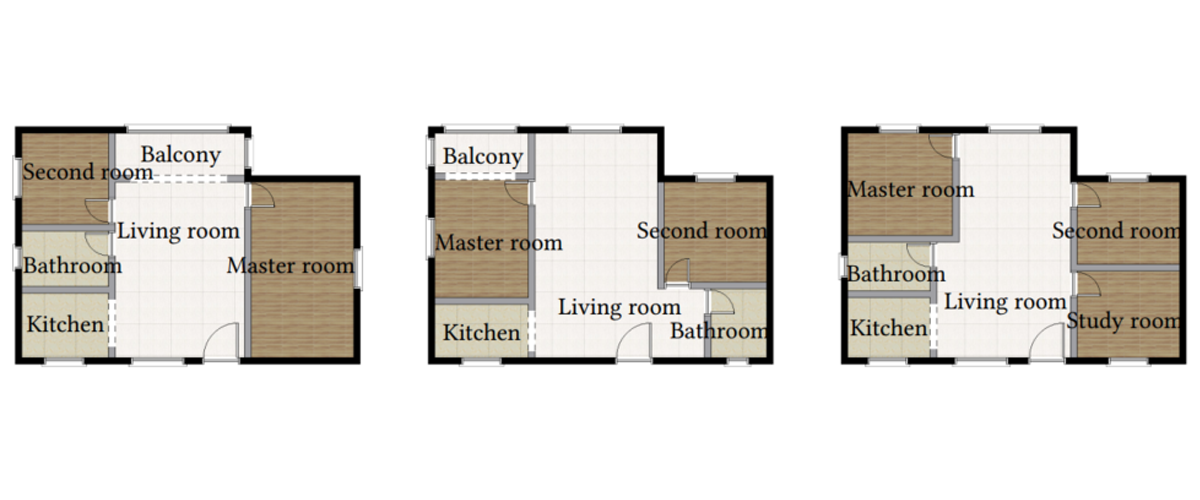 Second room
Balcony
Living room
Bathroom
Master room
Kitchen
Balcony
Master room
Second room
Living room
Kitchen
Bathroom
Master room
Second room
Bathroom
Living room
Kitchen
Study room